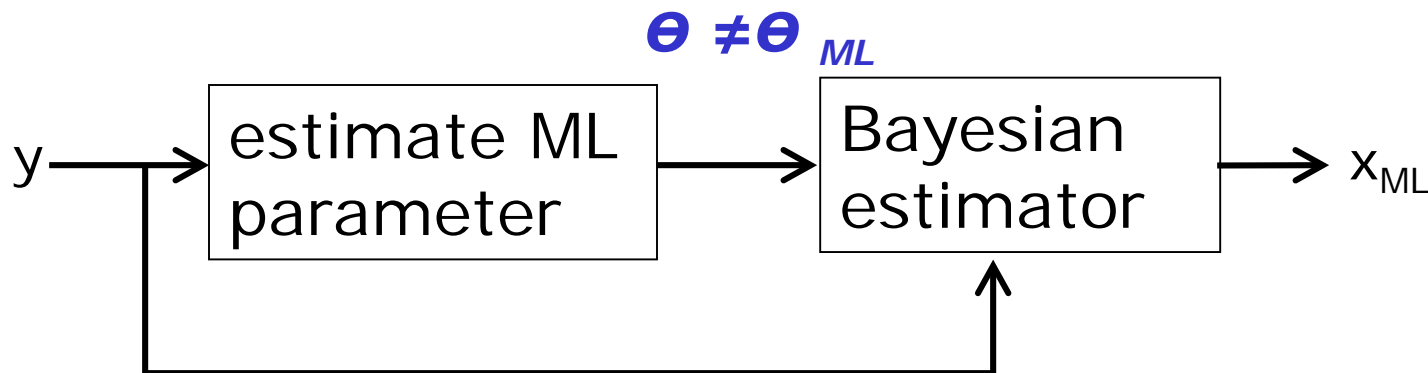 Θ ≠Θ ML
y
estimate ML
parameter
Bayesian
estimator
xML